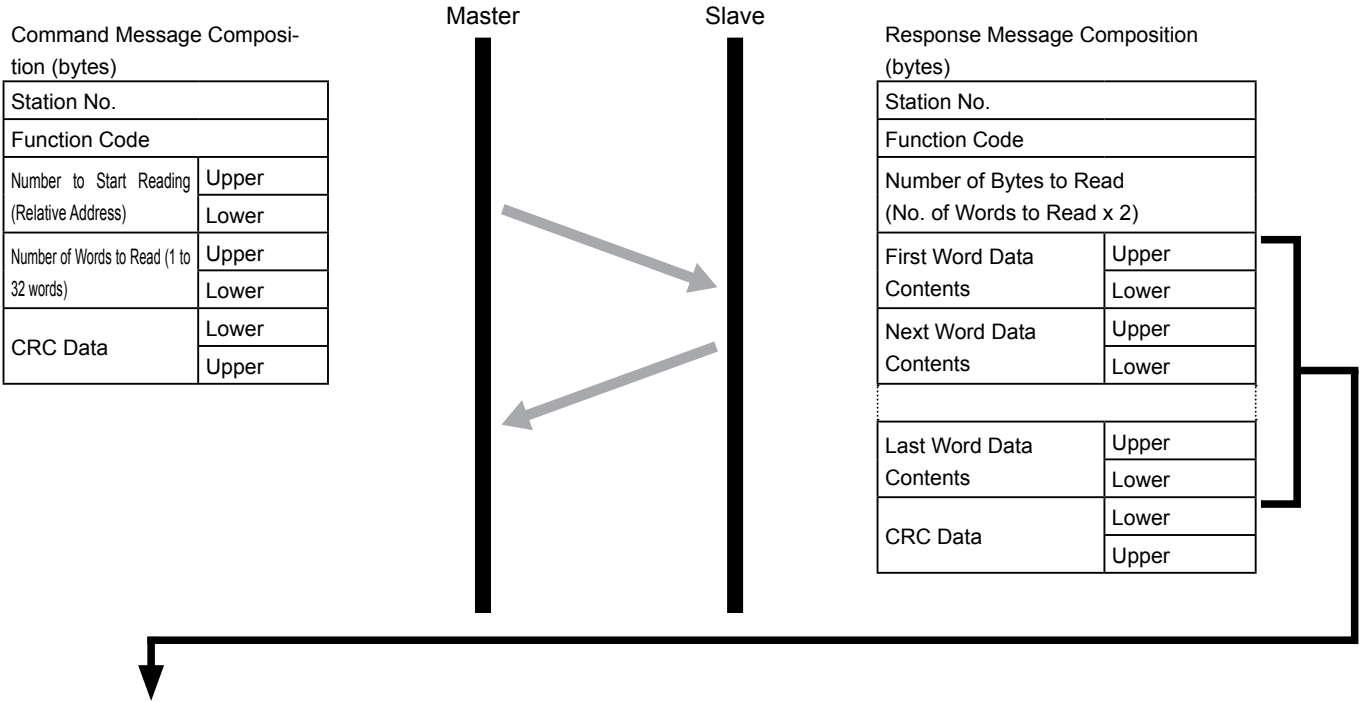 Command Message Composi-
tion (bytes)
Station No.
Function Code
Number to Start Reading
(Relative Address)
Upper
Lower
Number of Words to Read (1 to
32 words)
Upper
Lower
CRC Data
Lower
Upper
Master
Slave
Response Message Composition
(bytes)
Station No.
Function Code
Number of Bytes to Read
(No. of Words to Read x 2)
First Word Data
Contents
Upper
Lower
Next Word Data
Contents
Upper
Lower
Last Word Data
Contents
Upper
Lower
CRC Data
Lower
Upper